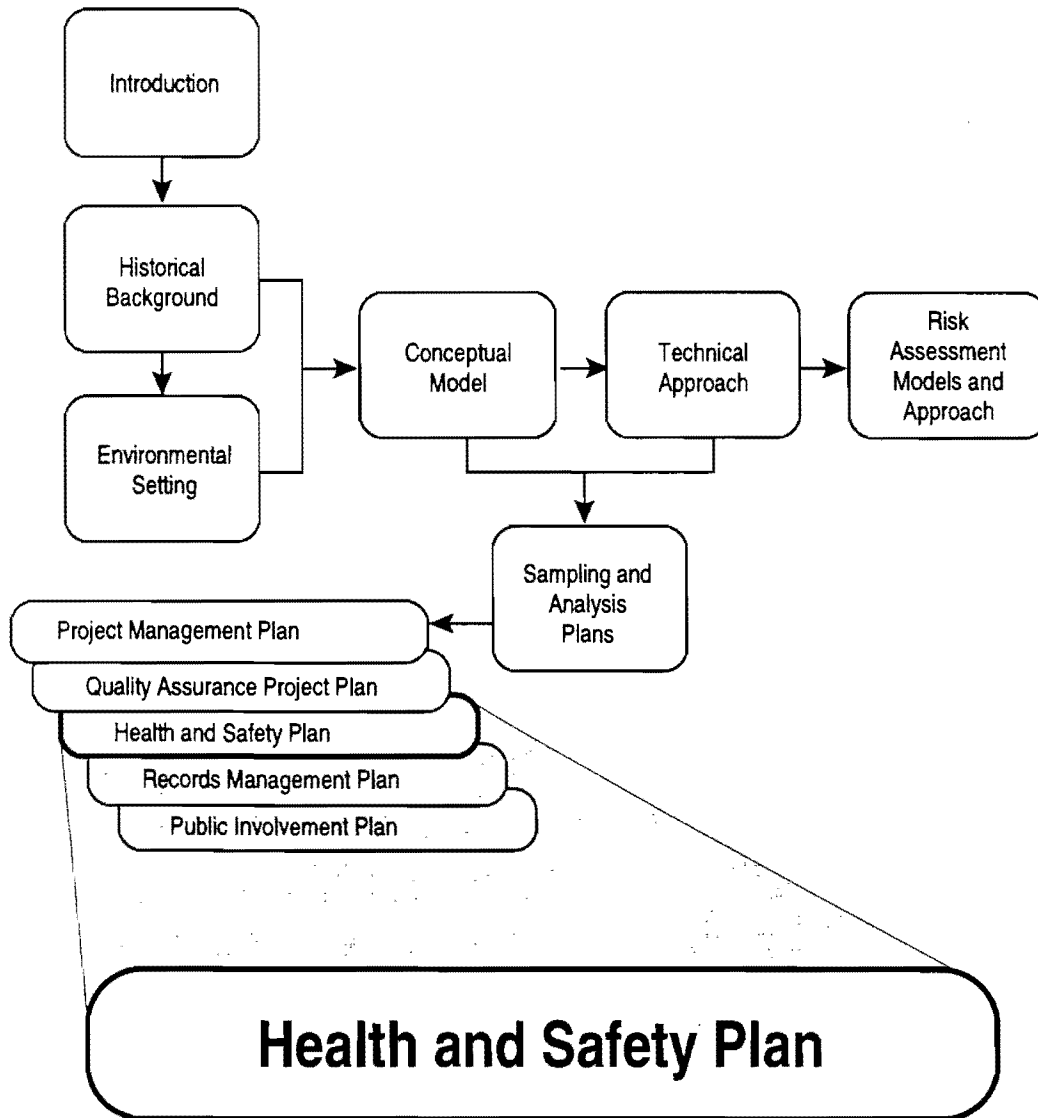 Introduction
Historical
Background
Environmental
Setting
Conceptual
Model
Technical
Approach
Risk
Assessment
Models and
Approach
Sampling and
Analysis
Plans
Project Management Plan
Quality Assurance Project Plan
Health and Safety Plan
Records Management Plan
Public Involvement Plan
Health and Safety Plan